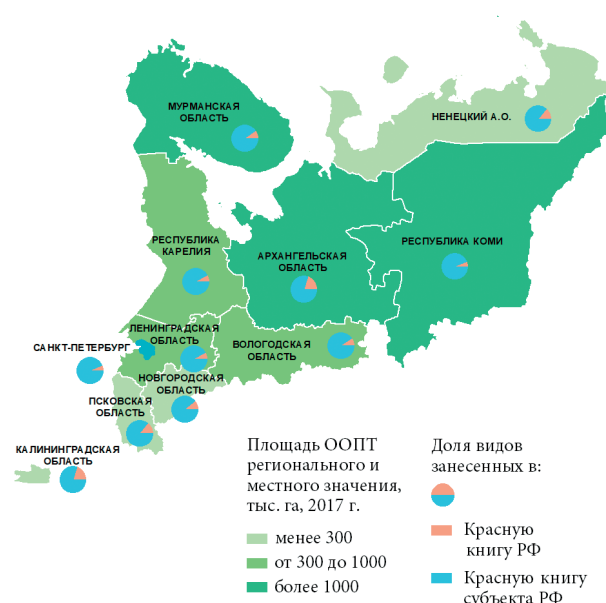 МУРМАНСКАЯ
ОБЛАСТЬ
НЕНЕЦКИЙ А.О.
РЕСПУБЛИКА
КАРЕЛИЯ
АРХАНГЕЛЬСКАЯ
ОБЛАСТЬ
РЕСПУБЛИКА КОМИ
ЛЕНИНГРАДСКАЯ
ОБЛАСТЬ
САНКТ-ПЕТЕРБУРГ
ВОЛОГОДСКАЯ
ОБЛАСТЬ
НОВГОРОДСКАЯ
ОБЛАСТЬ
ПСКОВСКАЯ
ОБЛАСТЬ
КАЛИНИНГРАДСКАЯ
ОБЛАСТЬ
Площадь ООПТ
регионального и
местного значения,
тыс. га, 2017 г.
менее 300
от 300 до 1000
более 1000
Доля видов
занесенных в:
Красную
книгу РФ
Красную книгу
субъекта РФ